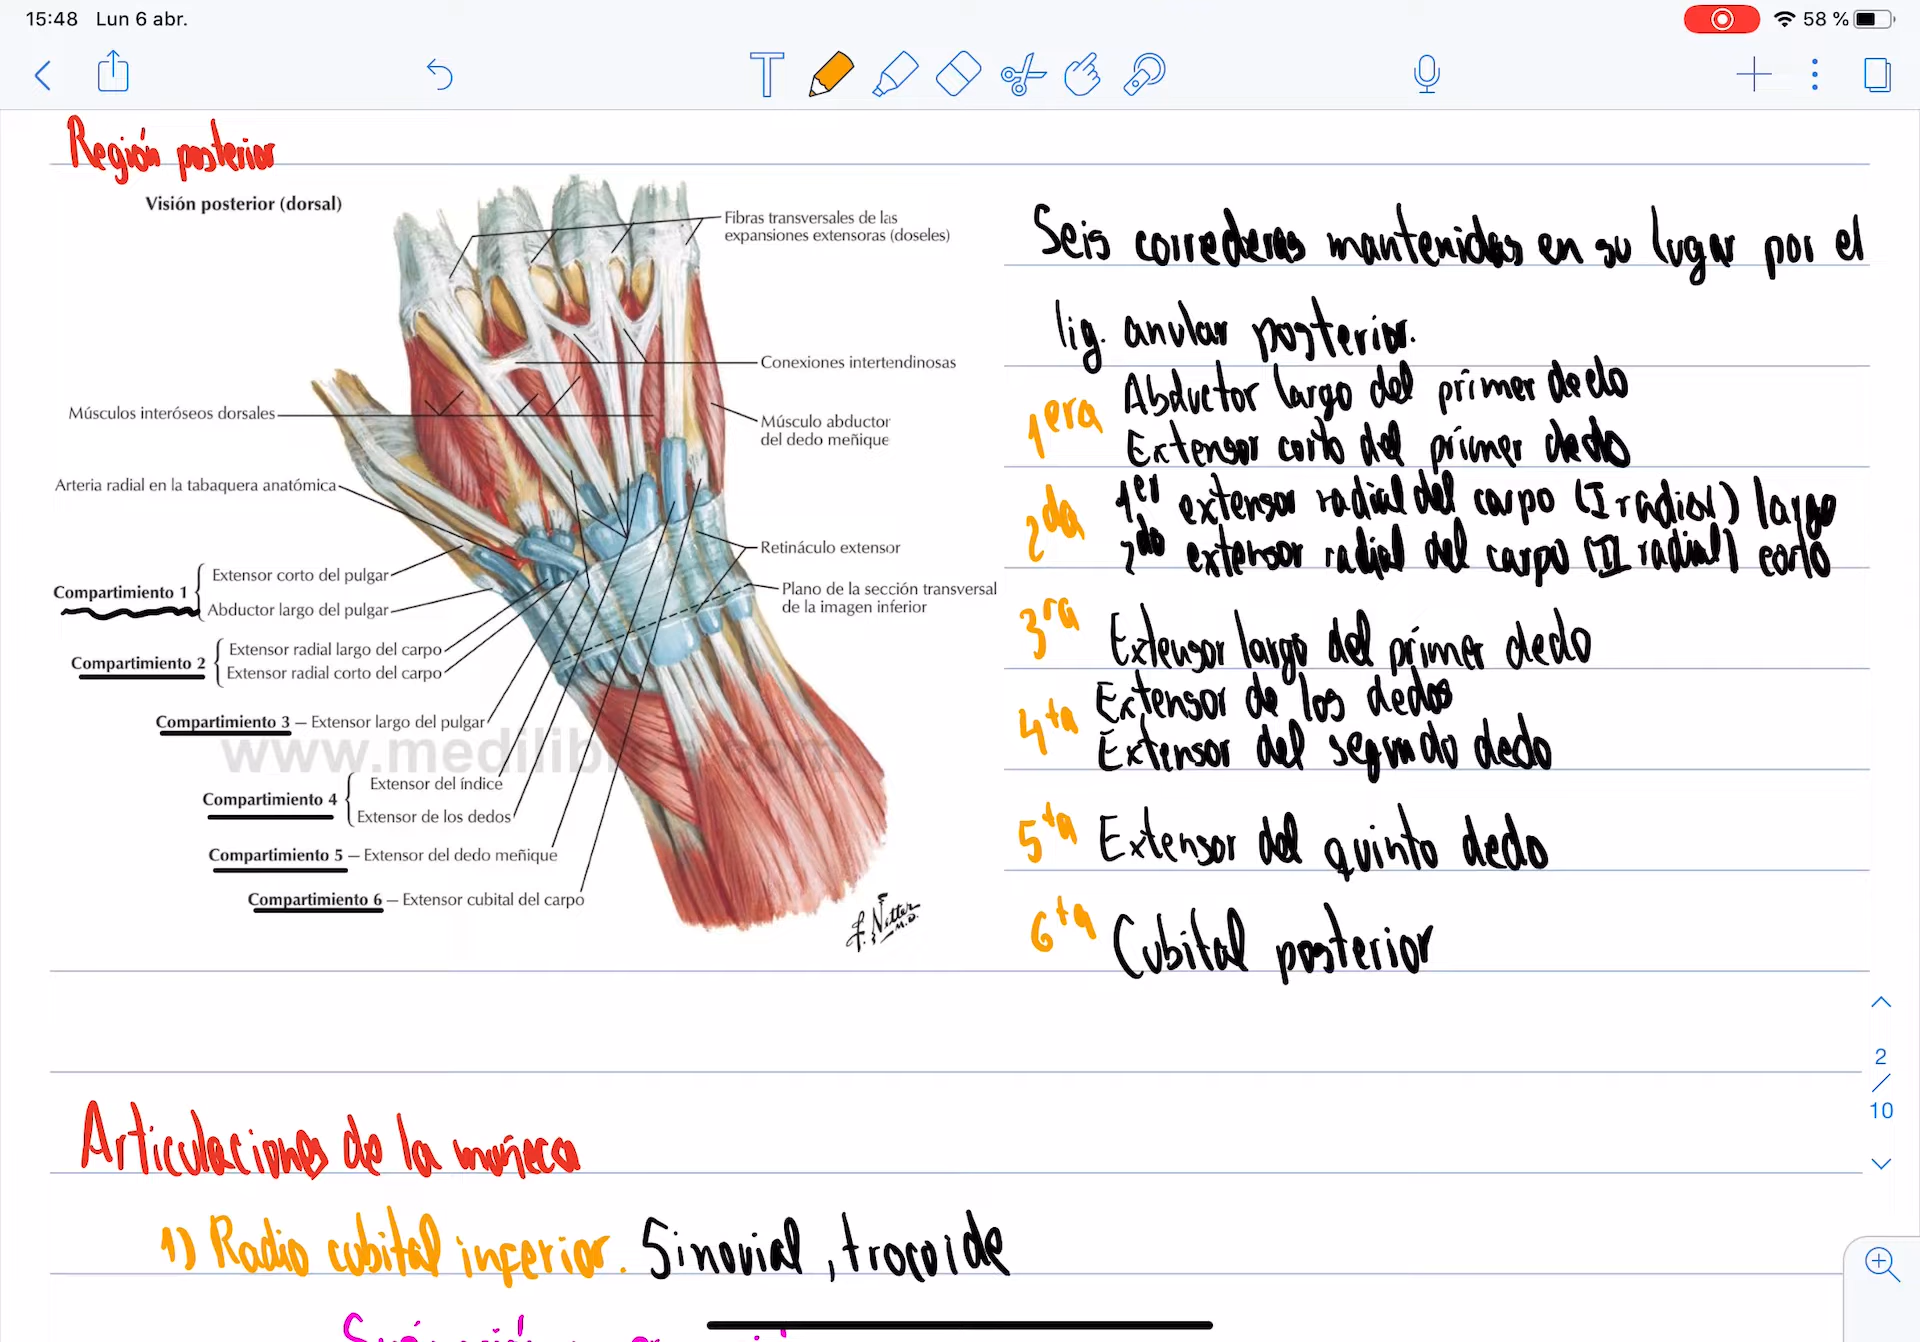 15:48 Lun 6 abr.
58 %
Región posterior
Visión posterior (dorsal)
Fibras transversales de las
expansiones extensoras (doseles)
Conexiones intertendinosas
Músculos interóseos dorsales
Músculo abductor
del dedo meñique
Arteria radial en la tabaquera anatómica
Retináculo extensor
Plano de la sección transversal
de la imagen inferior
Compartimiento 1
Extensor corto del pulgar
Abductor largo del pulgar
Compartimiento 2
Extensor radial largo del carpo
Extensor radial corto del carpo
Compartimiento 3 – Extensor largo del pulgar
Compartimiento 4
Extensor del índice
Extensor de los dedos
Compartimiento 5 – Extensor del dedo meñique
Compartimiento 6 – Extensor cubital del carpo
F. Netter
M.D.
Seis correderas mantenidas en su lugar por el
lig. anular posterior.
1era Abductor largo del primer dedo
Extensor corto del primer dedo
2da 1er extensor radial del carpo (I radial) largo
2do extensor radial del carpo (II radial) corto
3ra Extensor largo del primer dedo
4ta Extensor de los dedos
Extensor del segundo dedo
5ta Extensor del quinto dedo
6ta Cubital posterior
2
/
10
Articulaciones de la muñeca
1) Radio cubital inferior. Sinovial, trocoide